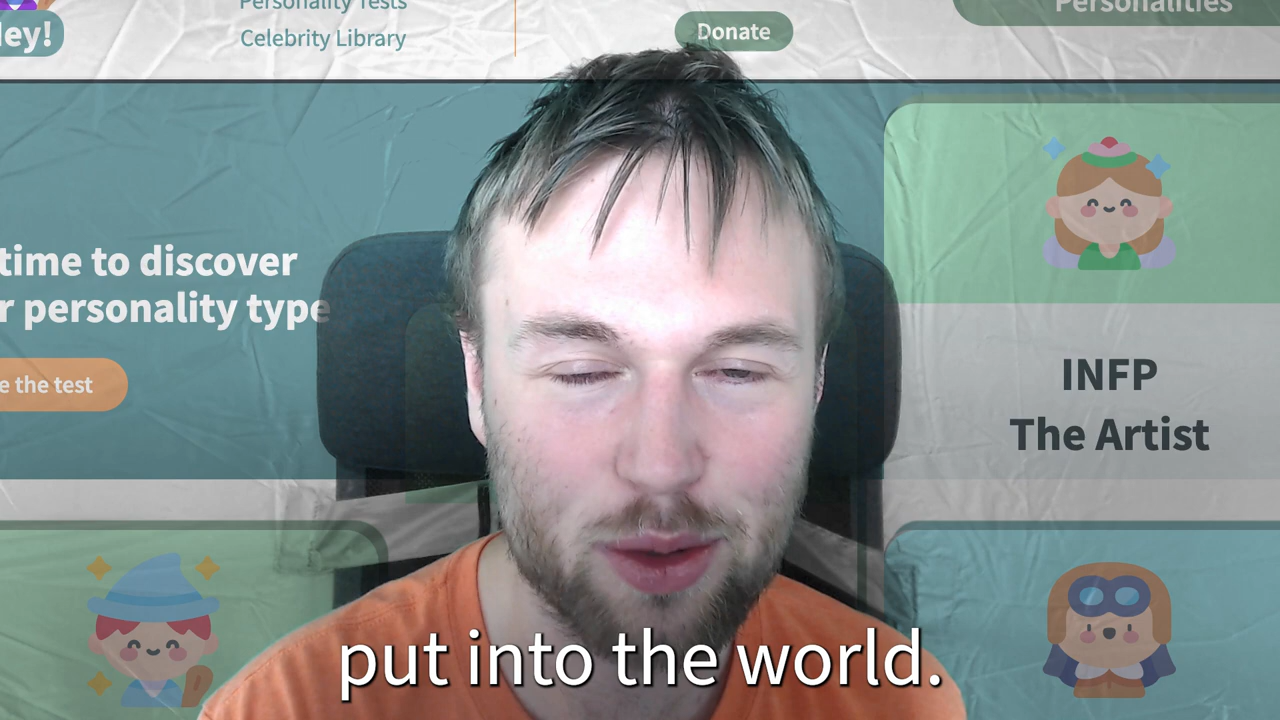 Hey!
Personality Tests
Celebrity Library
Donate
Personalities
time to discover
r personality type
e the test
INFP
The Artist
put into the world.